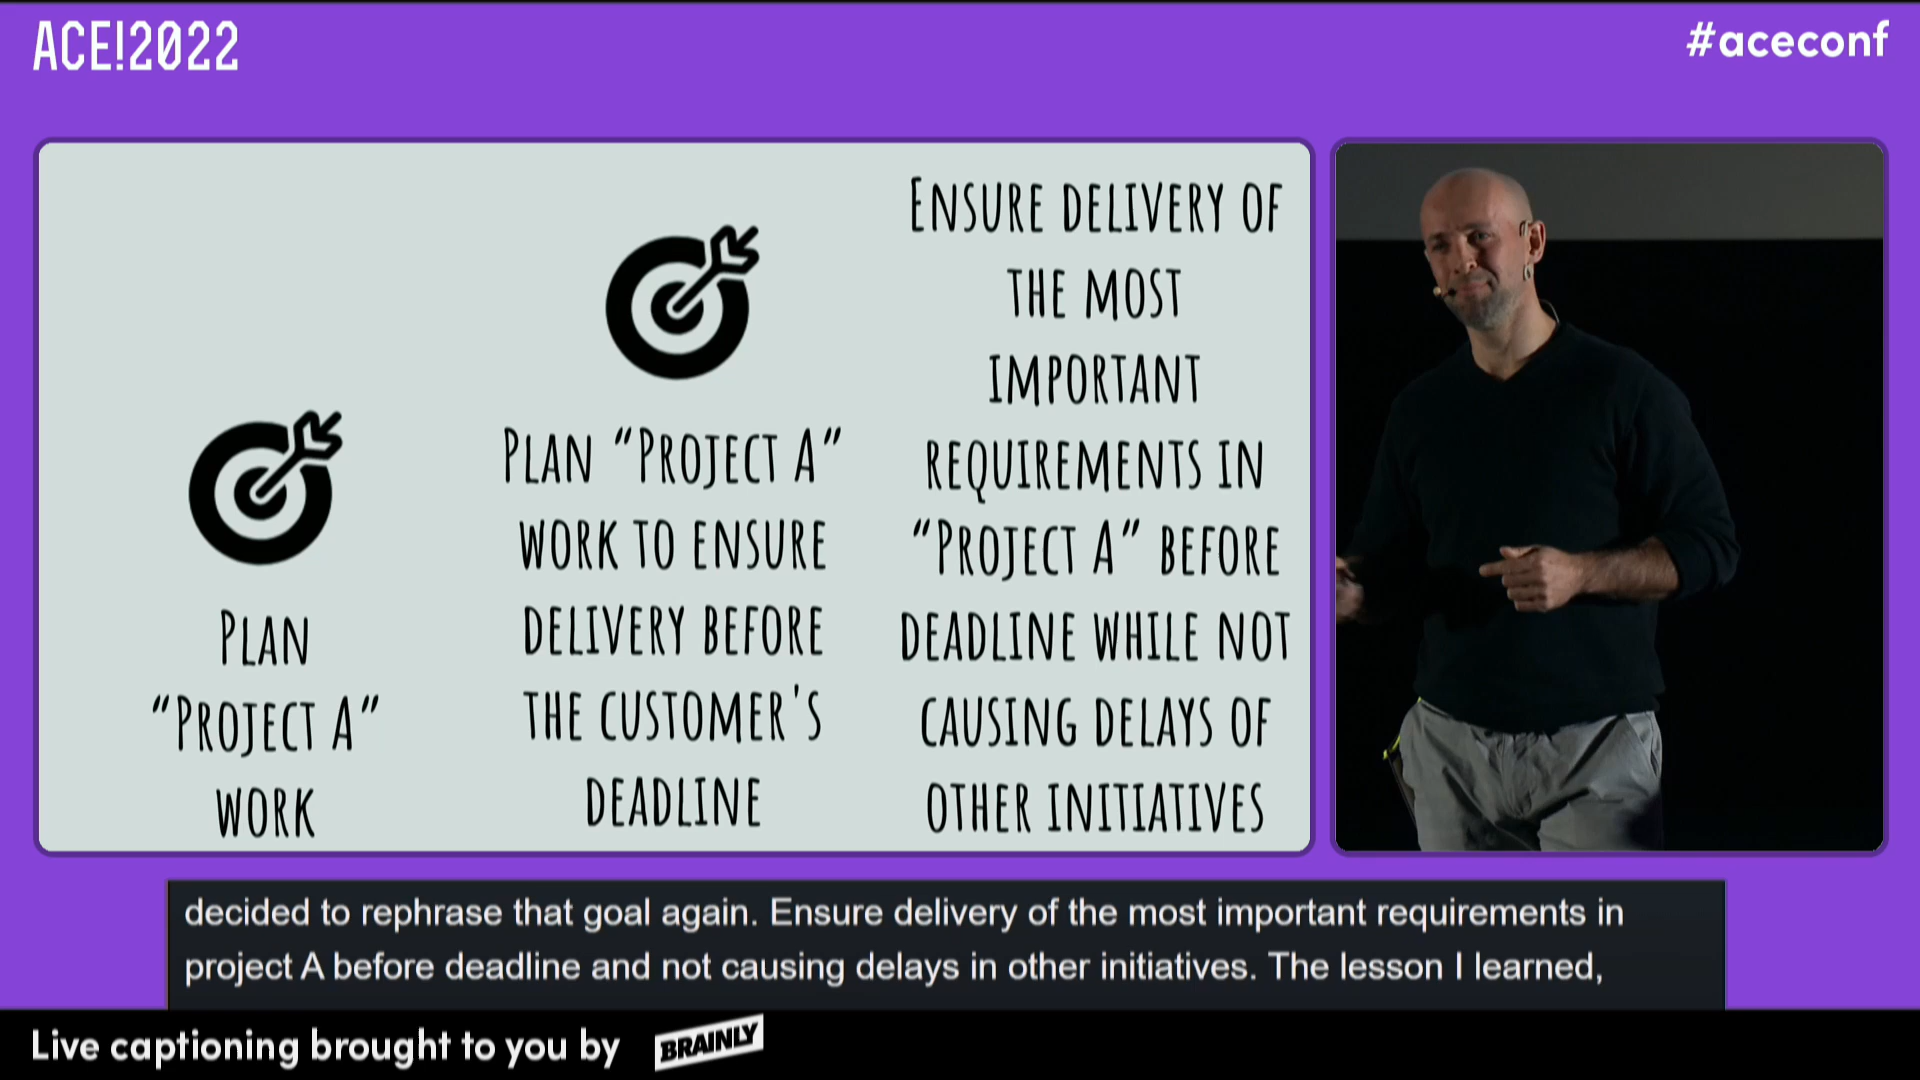 ACE!2022
#aceconf
PLAN
“PROJECT A”
WORK
PLAN “PROJECT A”
WORK TO ENSURE
DELIVERY BEFORE
THE CUSTOMER'S
DEADLINE
ENSURE DELIVERY OF
THE MOST
IMPORTANT
REQUIREMENTS IN
“PROJECT A” BEFORE
DEADLINE WHILE NOT
CAUSING DELAYS OF
OTHER INITIATIVES
decided to rephrase that goal again. Ensure delivery of the most important requirements in
project A before deadline and not causing delays in other initiatives. The lesson I learned,
Live captioning brought to you by BRAINLY